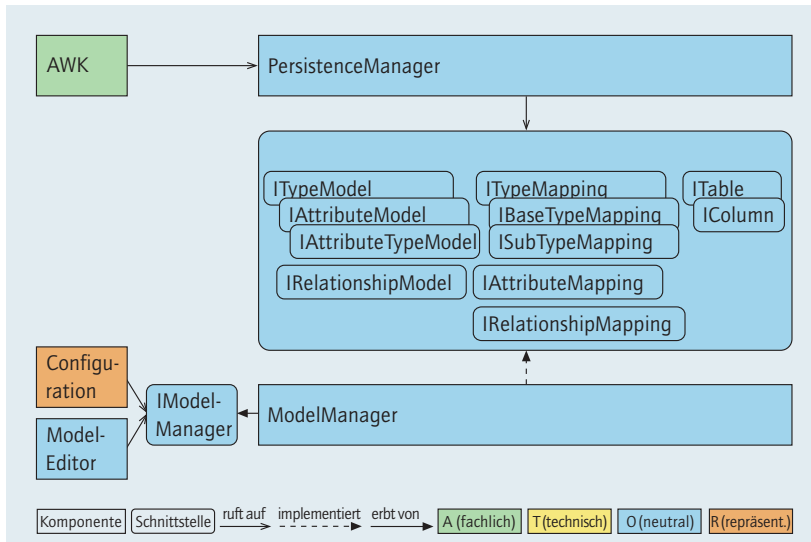 AWK
PersistenceManager
ITypeModel
IAttributeModel
IAttributeTypeModel
IRelationshipModel
ITypeMapping
IBaseTypeMapping
ISubTypeMapping
IAttributeMapping
IRelationshipMapping
ITable
IColumn
Configu-
ration
Model-
Editor
IModel-
Manager
ModelManager
Komponente
Schnittstelle
ruft auf
implementiert
erbt von
A (fachlich)
T (technisch)
O (neutral)
R (repräsent.)